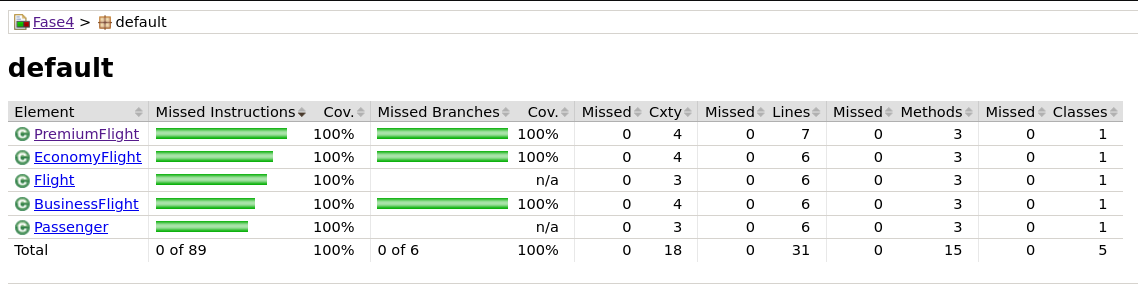 Fase4 > default
default
Element Missed Instructions Cov. Missed Branches Cov. Missed Cxty Missed Lines Missed Methods Missed Classes
PremiumFlight 100% 100% 0 4 0 7 0 3 0 1
EconomyFlight 100% 100% 0 4 0 6 0 3 0 1
Flight 100% n/a 0 3 0 6 0 3 0 1
BusinessFlight 100% 100% 0 4 0 6 0 3 0 1
Passenger 100% n/a 0 3 0 6 0 3 0 1
Total 0 of 89 100% 0 of 6 100% 0 18 0 31 0 15 0 5